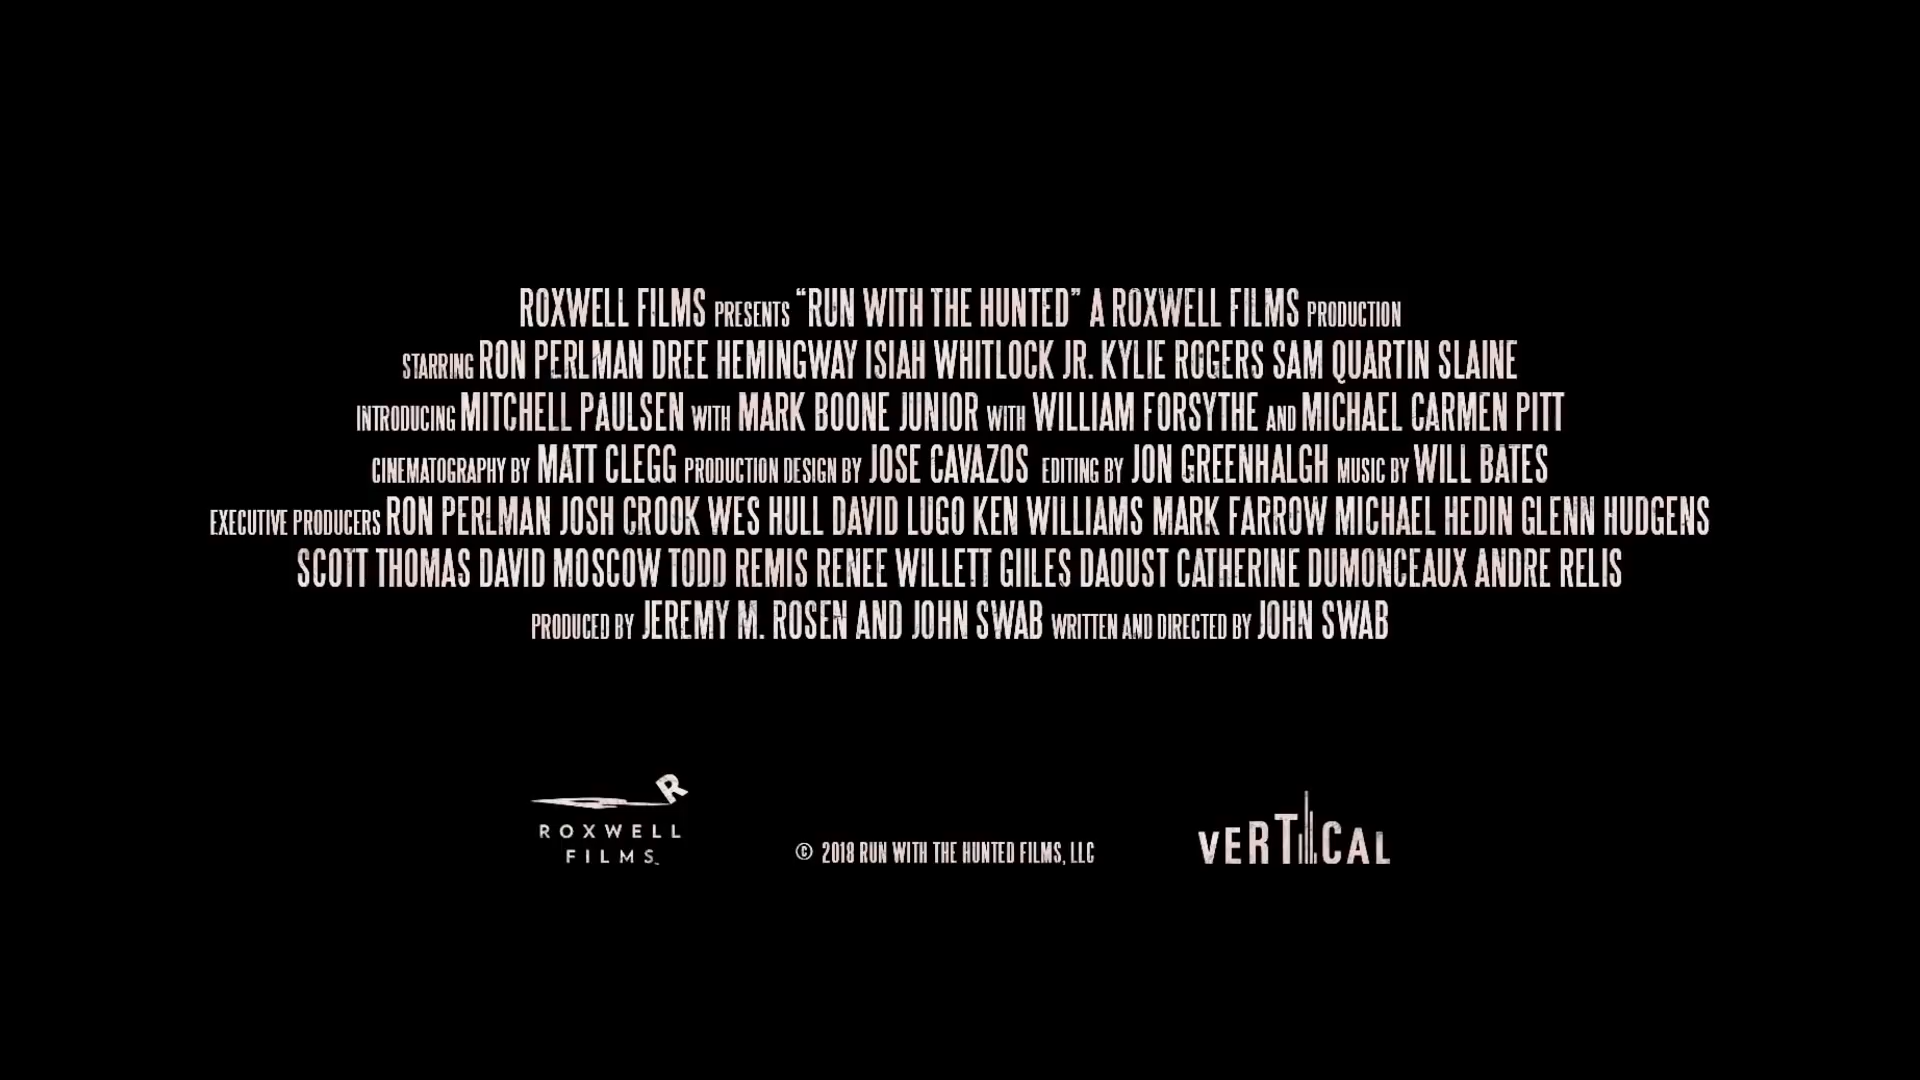 ROXWELL FILMS PRESENTS “RUN WITH THE HUNTED” A ROXWELL FILMS PRODUCTION
STARRING RON PERLMAN DREE HEMINGWAY ISIAH WHITLOCK JR. KYLIE ROGERS SAM QUARTIN SLAINE
INTRODUCING MITCHELL PAULSEN WITH MARK BOONE JUNIOR WITH WILLIAM FORSYTHE AND MICHAEL CARMEN PITT
CINEMATOGRAPHY BY MATT CLEGG PRODUCTION DESIGN BY JOSE CAVAZOS EDITING BY JON GREENHALGH MUSIC BY WILL BATES
EXECUTIVE PRODUCERS RON PERLMAN JOSH CROOK WES HULL DAVID LUGO KEN WILLIAMS MARK FARROW MICHAEL HEDIN GLENN HUDGENS
SCOTT THOMAS DAVID MOSCOW TODD REMIS RENEE WILLETT GIILES DAOUST CATHERINE DUMONCEAUX ANDRE RELIS
PRODUCED BY JEREMY M. ROSEN AND JOHN SWAB WRITTEN AND DIRECTED BY JOHN SWAB
R
ROXWELL
FILMS
© 2018 RUN WITH THE HUNTED FILMS, LLC
VERTICAL